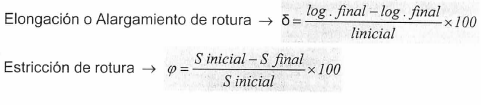 Elongación o Alargamiento de rotura → δ = log . final – log . final / linicial × 100
Estricción de rotura → φ = S inicial – S final / S inicial × 100